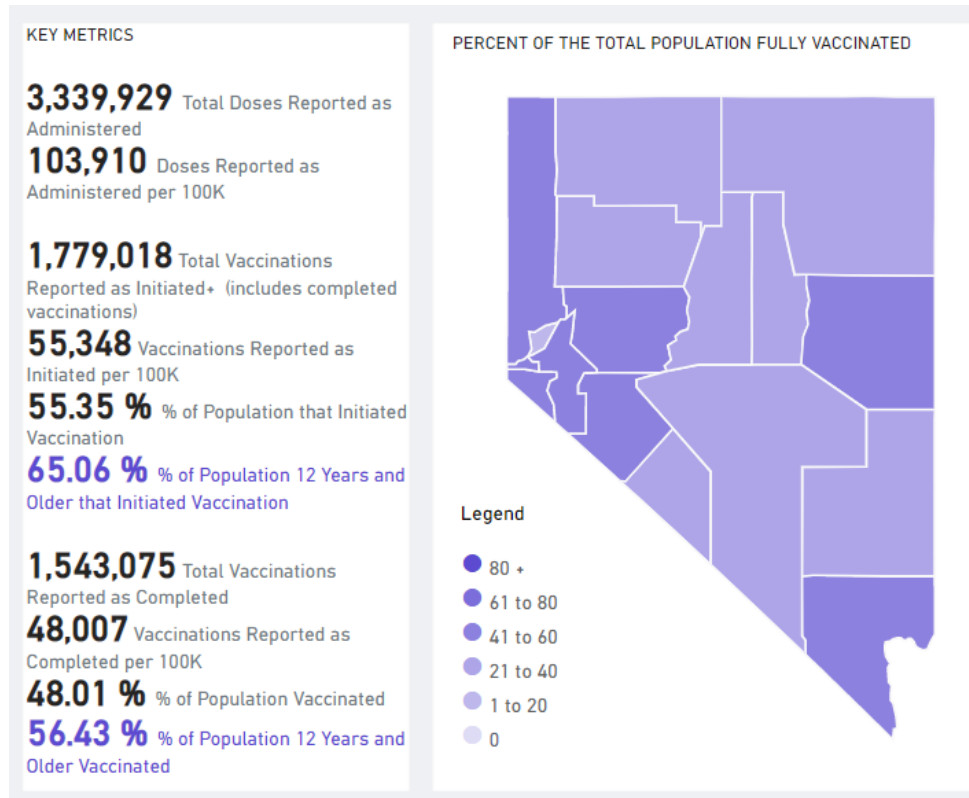 KEY METRICS
3,339,929 Total Doses Reported as
Administered
103,910 Doses Reported as
Administered per 100K
1,779,018 Total Vaccinations
Reported as Initiated+ (includes completed
vaccinations)
55,348 Vaccinations Reported as
Initiated per 100K
55.35 % % of Population that Initiated
Vaccination
65.06 % % of Population 12 Years and
Older that Initiated Vaccination
1,543,075 Total Vaccinations
Reported as Completed
48,007 Vaccinations Reported as
Completed per 100K
48.01 % % of Population Vaccinated
56.43 % % of Population 12 Years and
Older Vaccinated
PERCENT OF THE TOTAL POPULATION FULLY VACCINATED
Legend
80 +
61 to 80
41 to 60
21 to 40
1 to 20
0